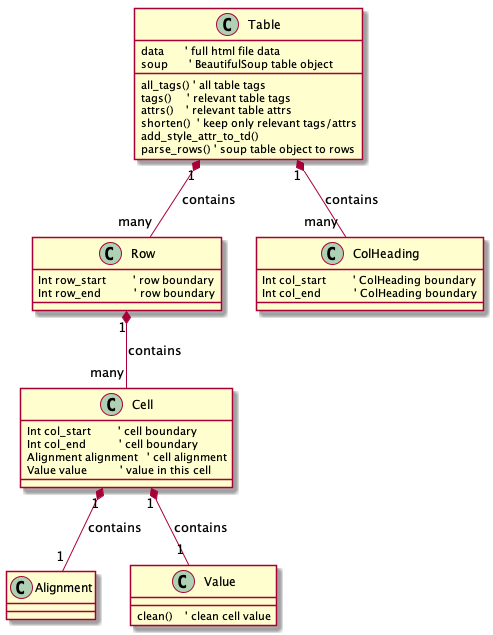 C Table
data ' full html file data
soup ' BeautifulSoup table object
all_tags() ' all table tags
tags() ' relevant table tags
attrs() ' relevant table attrs
shorten() ' keep only relevant tags/attrs
add_style_attr_to_td()
parse_rows() ' soup table object to rows
1 1
contains contains
many many
C Row
Int row_start ' row boundary
Int row_end ' row boundary
C ColHeading
Int col_start ' ColHeading boundary
Int col_end ' ColHeading boundary
1
contains
many
C Cell
Int col_start ' cell boundary
Int col_end ' cell boundary
Alignment alignment ' cell alignment
Value value ' value in this cell
1 1
contains contains
1 1
C Alignment
C Value
clean() ' clean cell value